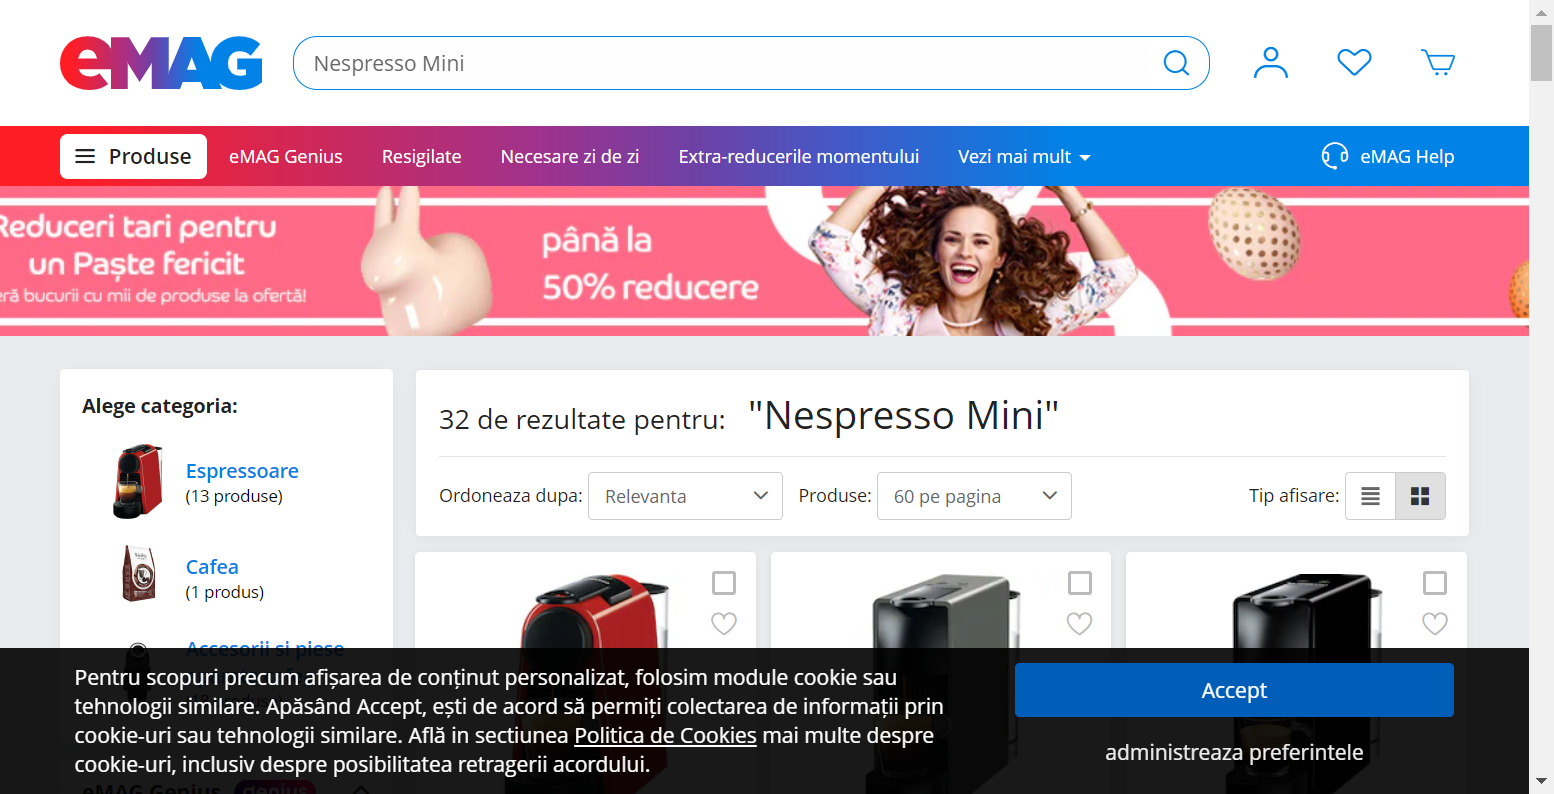 eMAG
Nespresso Mini
Produse
eMAG Genius
Resigilate
Necesare zi de zi
Extra-reducerile momentului
Vezi mai mult
eMAG Help
Reduceri tari pentru
un Paște fericit
eră bucurii cu mii de produse la ofertă!
până la
50% reducere
Alege categoria:
Espressoare
(13 produse)
Cafea
(1 produs)
Accesorii si piese
32 de rezultate pentru: "Nespresso Mini"
Ordoneaza dupa: Relevanta
Produse: 60 pe pagina
Tip afisare:
Pentru scopuri precum afișarea de conținut personalizat, folosim module cookie sau
tehnologii similare. Apăsând Accept, ești de acord să permiți colectarea de informații prin
cookie-uri sau tehnologii similare. Află in sectiunea Politica de Cookies mai multe despre
cookie-uri, inclusiv despre posibilitatea retragerii acordului.
Accept
administreaza preferintele
eMAG Genius genius